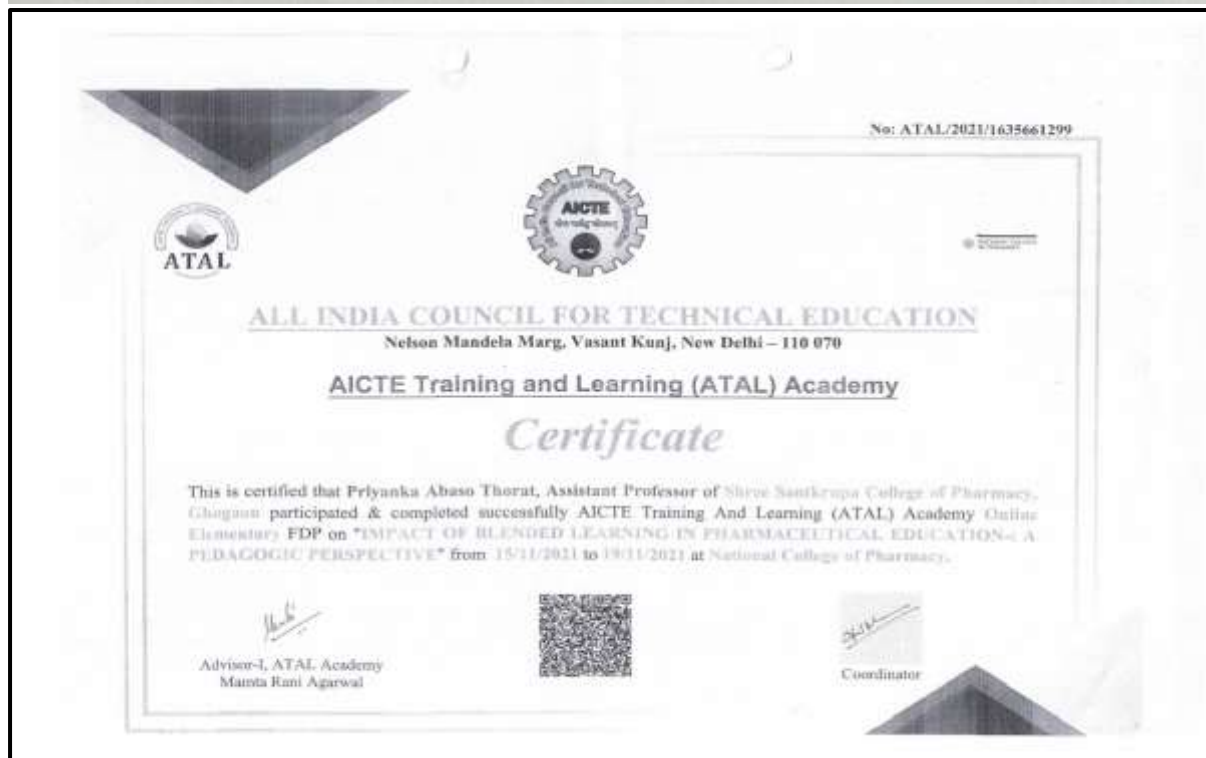 No: ATAL/2021/1635661299
AICTE
ATAL
ALL INDIA COUNCIL FOR TECHNICAL EDUCATION
Nelson Mandela Marg, Vasant Kunj, New Delhi – 110 070
AICTE Training and Learning (ATAL) Academy
Certificate
This is certified that Priyanka Abaso Thorat, Assistant Professor of Shree Santkrupa College of Pharmacy,
Ghogaon participated & completed successfully AICTE Training And Learning (ATAL) Academy Online
Elementary FDP on "IMPACT OF BLENDED LEARNING IN PHARMACEUTICAL EDUCATION-: A
PEDAGOGIC PERSPECTIVE" from 15/11/2021 to 19/11/2021 at National College of Pharmacy.
Advisor-I, ATAL Academy
Mamta Rani Agarwal
Coordinator